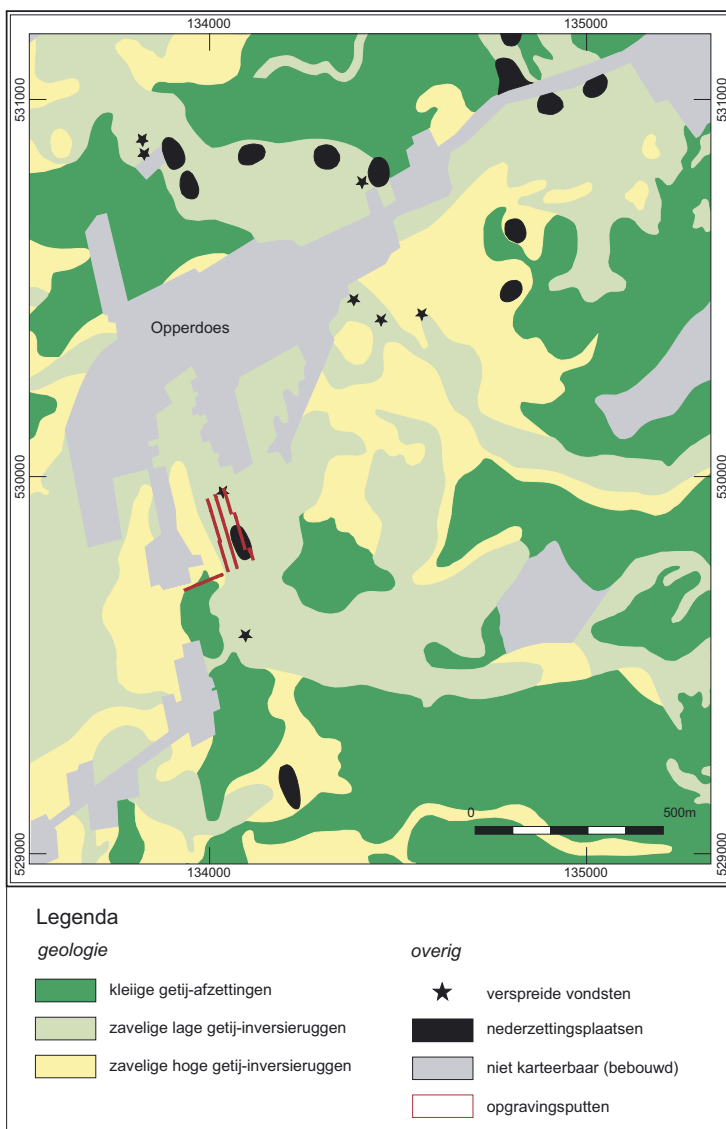 134000
135000
531000
531000
Opperdoes
530000
530000
0
500m
529000
529000
134000
135000
Legenda
geologie
kleiige getij-afzettingen
zavelige lage getij-inversieruggen
zavelige hoge getij-inversieruggen
overig
verspreide vondsten
nederzettingsplaatsen
niet karteerbaar (bebouwd)
opgravingsputten